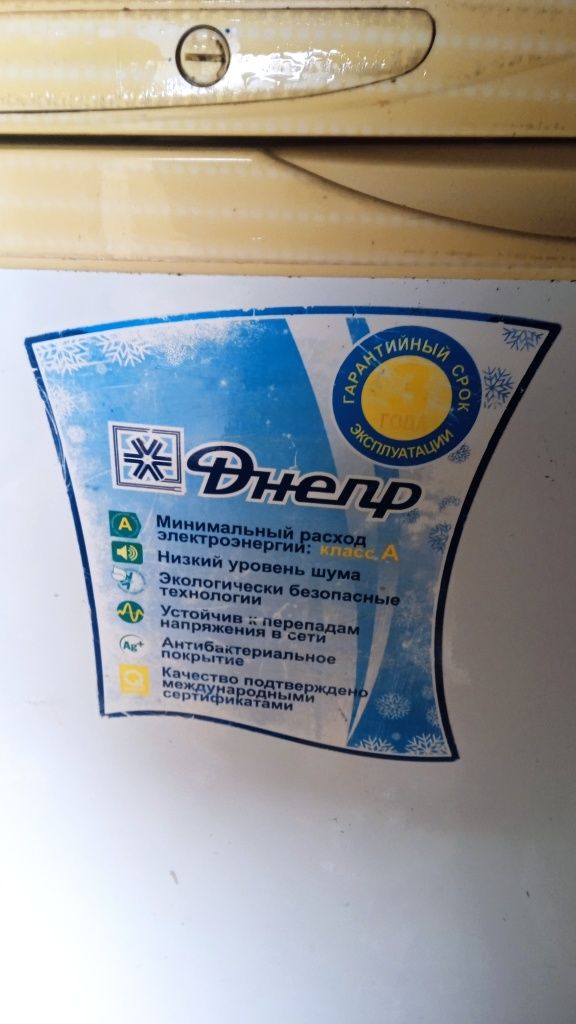 ГАРАНТИЙНЫЙ СРОК
3
ГОДА
ЭКСПЛУАТАЦИИ
Днепр
A
Минимальный расход
электроэнергии: класс A
Низкий уровень шума
Экологически безопасные
технологии
Устойчив к перепадам
напряжения в сети
Ag+
Антибактериальное
покрытие
Q
Качество подтверждено
международными
сертификатами